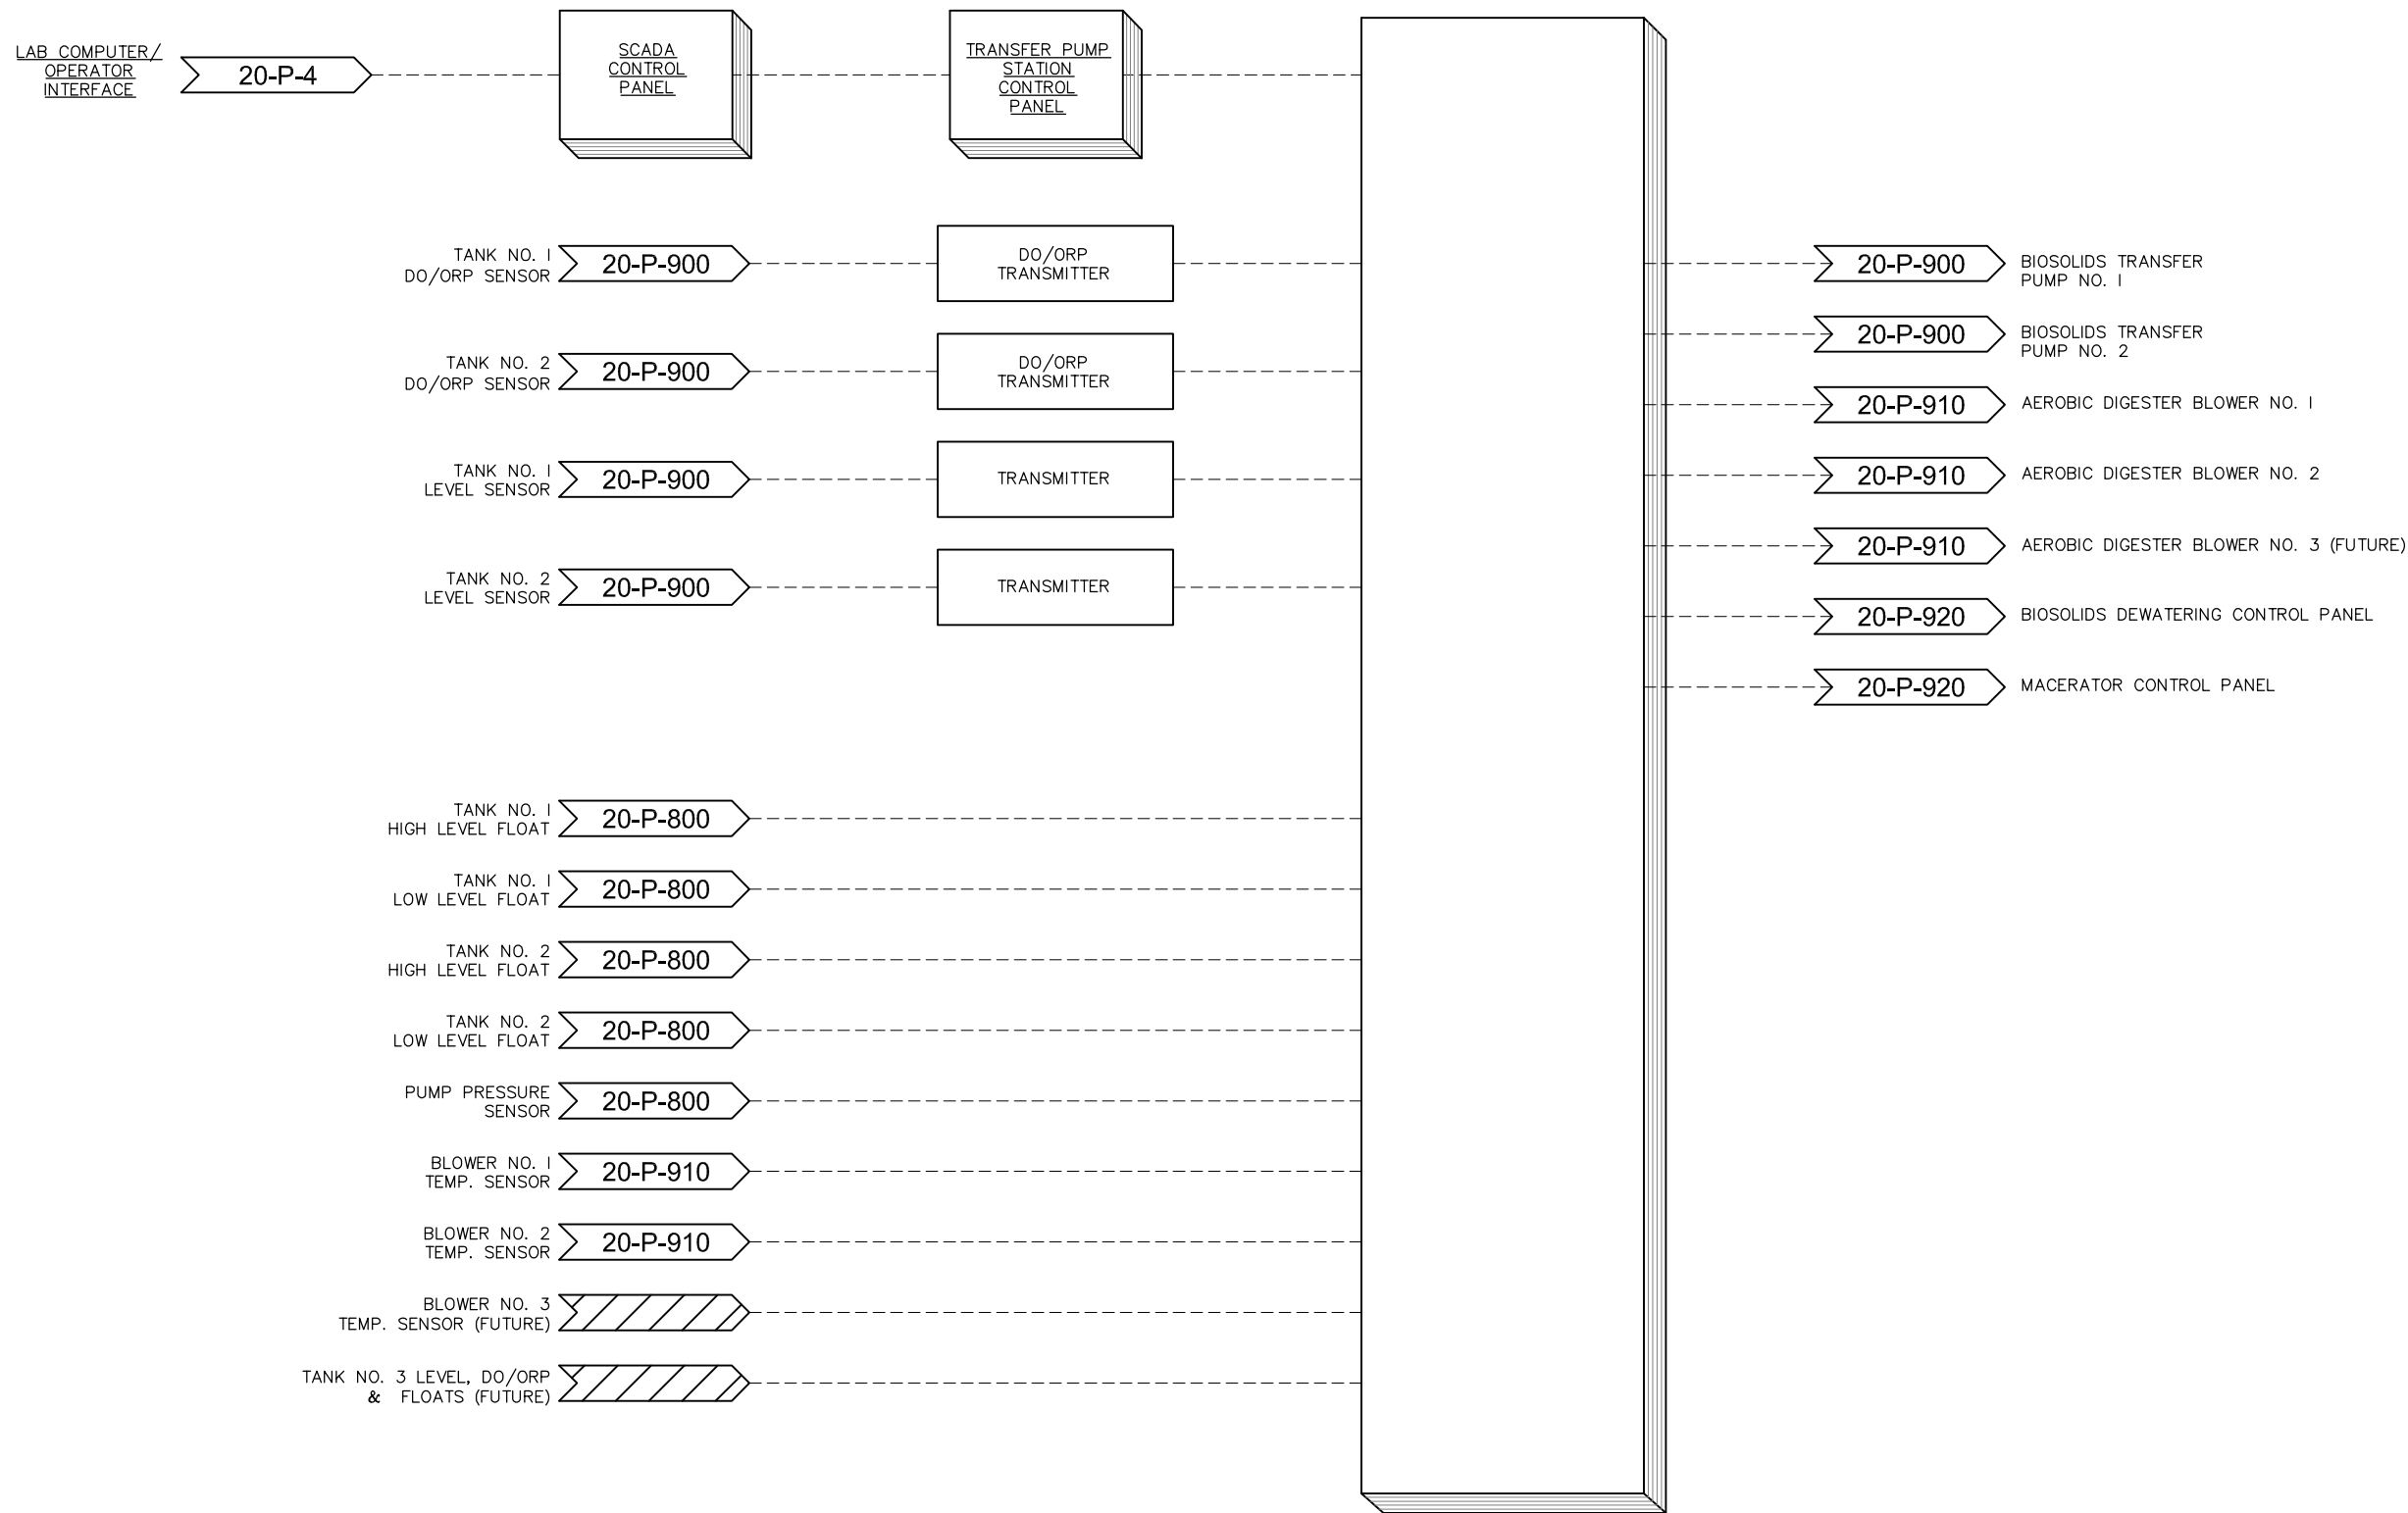 LAB COMPUTER/
OPERATOR
INTERFACE
20-P-4
SCADA
CONTROL
PANEL
TRANSFER PUMP
STATION
CONTROL
PANEL
TANK NO. 1
DO/ORP SENSOR
20-P-900
DO/ORP
TRANSMITTER
TANK NO. 2
DO/ORP SENSOR
20-P-900
DO/ORP
TRANSMITTER
TANK NO. 1
LEVEL SENSOR
20-P-900
TRANSMITTER
TANK NO. 2
LEVEL SENSOR
20-P-900
TRANSMITTER
TANK NO. 1
HIGH LEVEL FLOAT
20-P-800
TANK NO. 1
LOW LEVEL FLOAT
20-P-800
TANK NO. 2
HIGH LEVEL FLOAT
20-P-800
TANK NO. 2
LOW LEVEL FLOAT
20-P-800
PUMP PRESSURE
SENSOR
20-P-800
BLOWER NO. 1
TEMP. SENSOR
20-P-910
BLOWER NO. 2
TEMP. SENSOR
20-P-910
BLOWER NO. 3
TEMP. SENSOR (FUTURE)
TANK NO. 3 LEVEL, DO/ORP
& FLOATS (FUTURE)
20-P-900
BIOSOLIDS TRANSFER
PUMP NO. 1
20-P-900
BIOSOLIDS TRANSFER
PUMP NO. 2
20-P-910
AEROBIC DIGESTER BLOWER NO. 1
20-P-910
AEROBIC DIGESTER BLOWER NO. 2
20-P-910
AEROBIC DIGESTER BLOWER NO. 3 (FUTURE)
20-P-920
BIOSOLIDS DEWATERING CONTROL PANEL
20-P-920
MACERATOR CONTROL PANEL